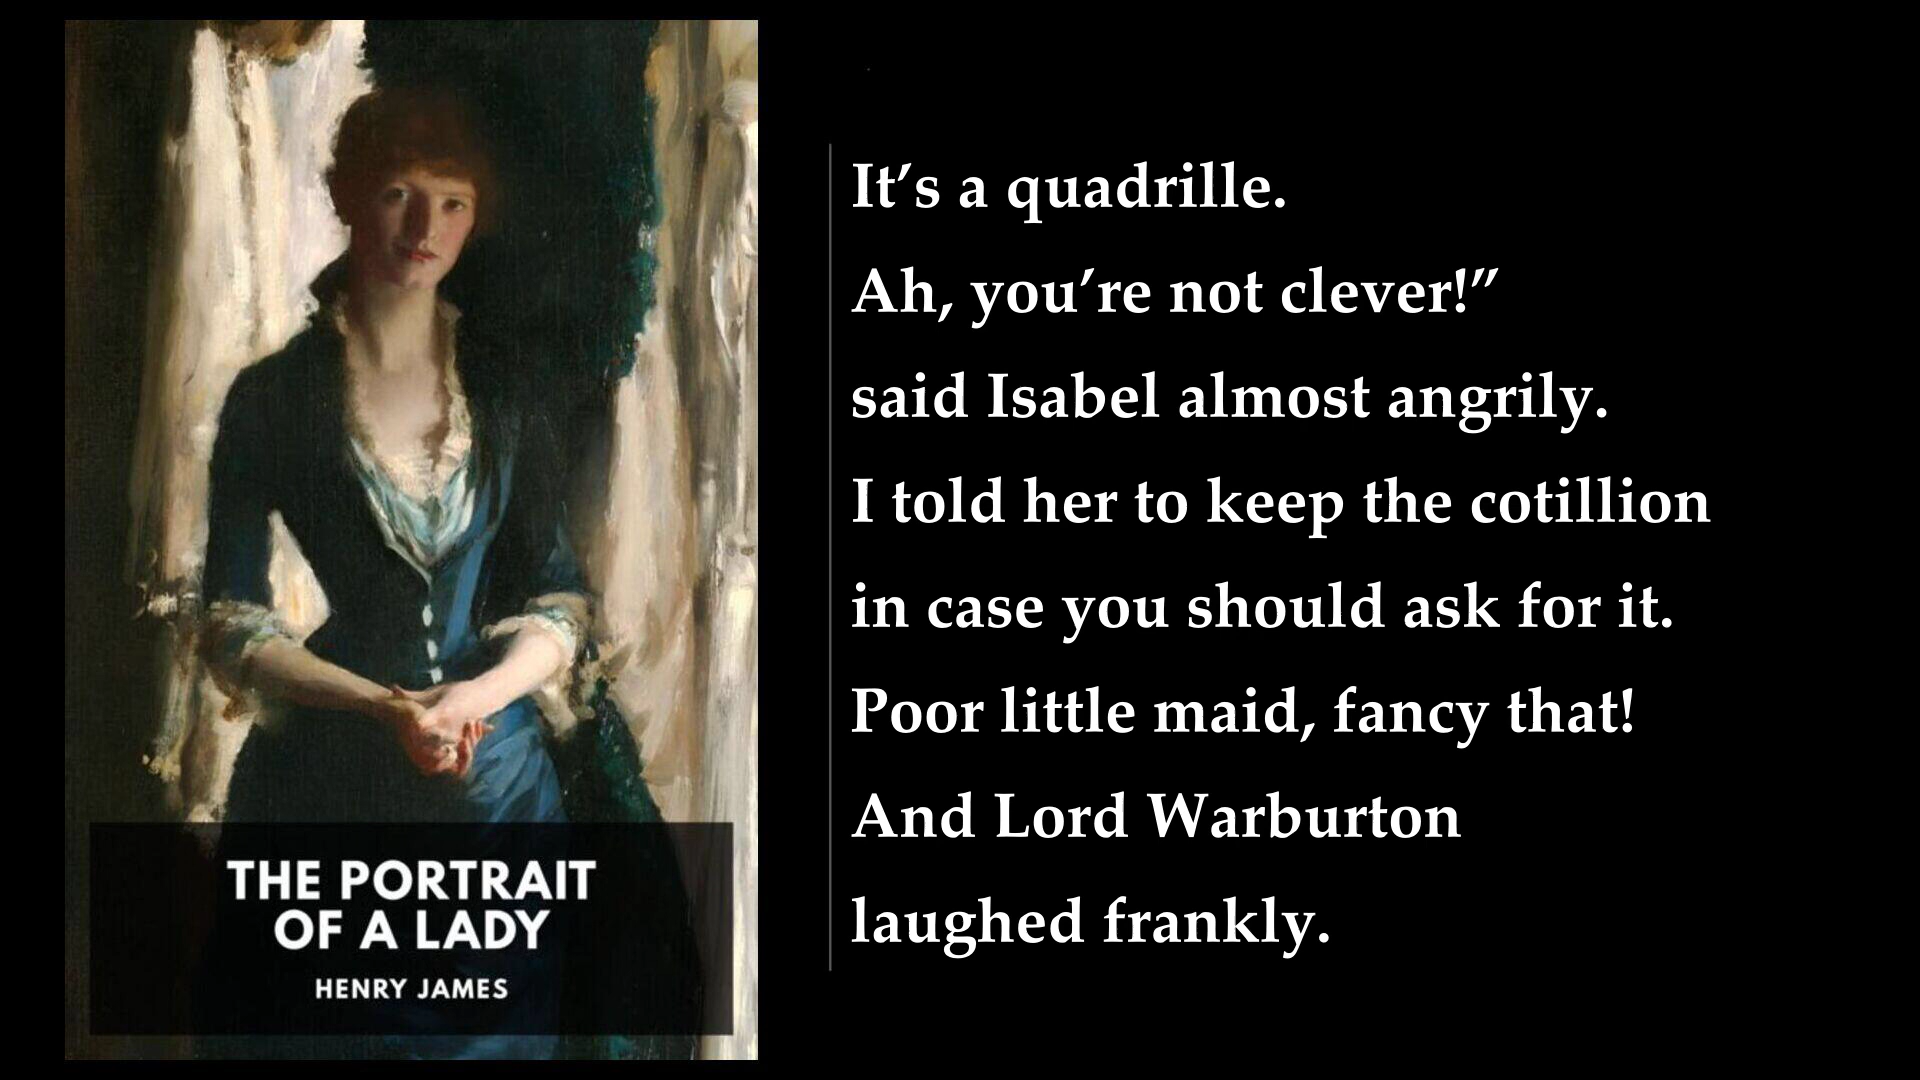 THE PORTRAIT
OF A LADY
HENRY JAMES
It’s a quadrille.
Ah, you’re not clever!”
said Isabel almost angrily.
I told her to keep the cotillion
in case you should ask for it.
Poor little maid, fancy that!
And Lord Warburton
laughed frankly.